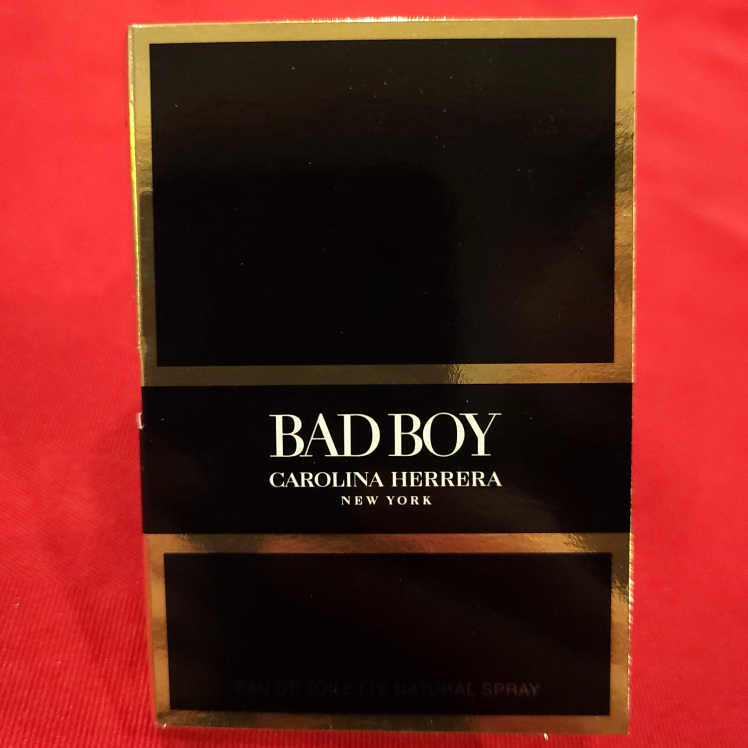 BAD BOY
CAROLINA HERRERA
NEW YORK
EAU DE TOILETTE NATURAL SPRAY